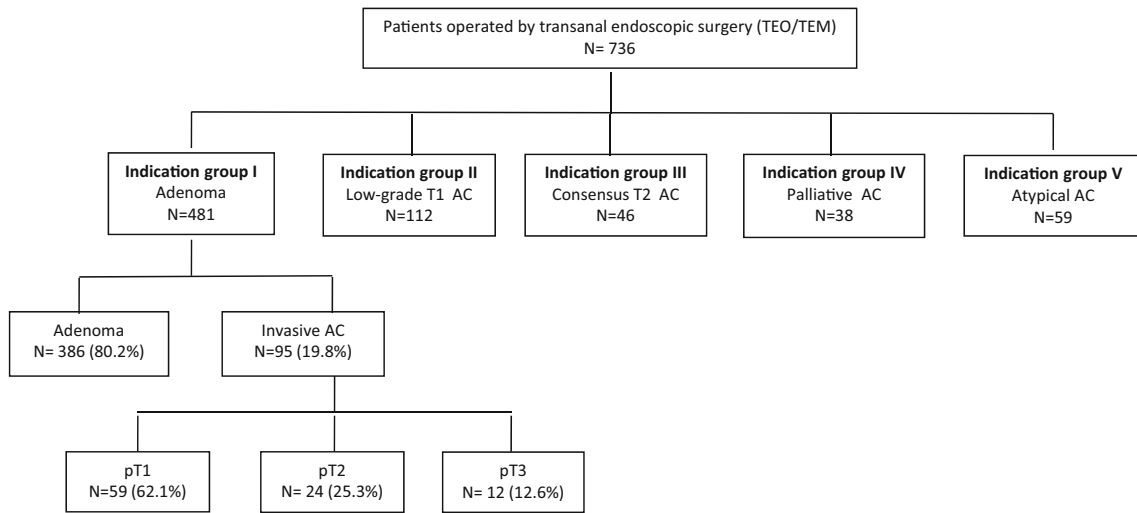 Patients operated by transanal endoscopic surgery (TEO/TEM)
N= 736
Indication group I
Adenoma
N=481
Indication group II
Low-grade T1 AC
N=112
Indication group III
Consensus T2 AC
N=46
Indication group IV
Palliative AC
N=38
Indication group V
Atypical AC
N=59
Adenoma
N= 386 (80.2%)
Invasive AC
N=95 (19.8%)
pT1
N=59 (62.1%)
pT2
N= 24 (25.3%)
pT3
N= 12 (12.6%)